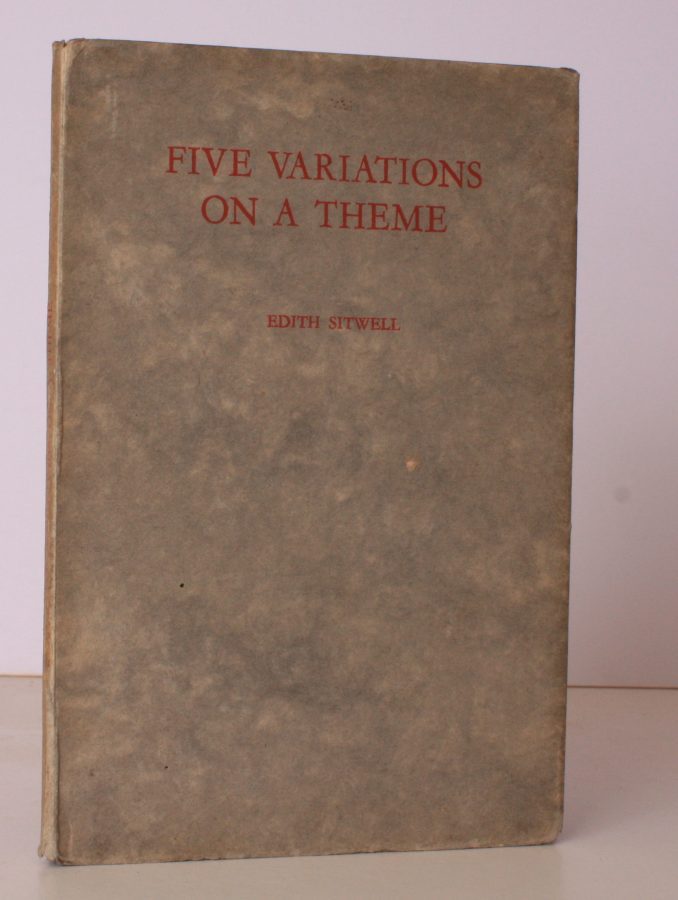 FIVE VARIATIONS
ON A THEME
EDITH SITWELL